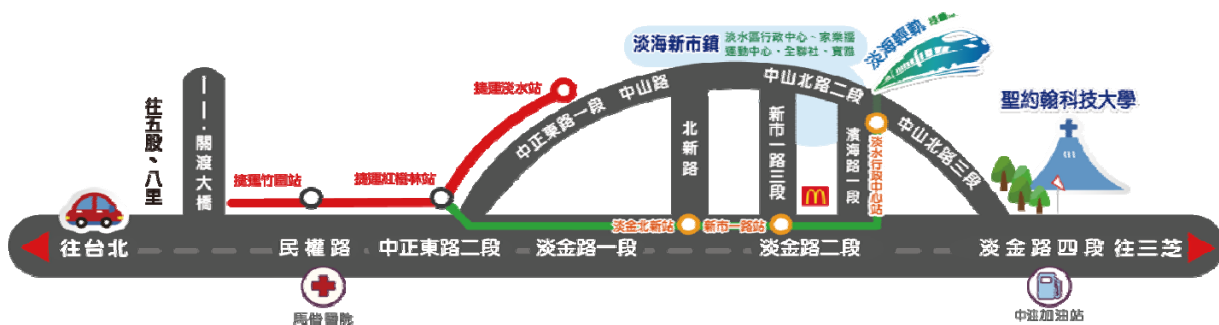 淡海新市鎮
淡水區行政中心、家樂福
運動中心、全聯社、寶雅
淡海輕軌
聖約翰科技大學
往五股、八里
關渡大橋
捷運淡水站
捷運竹圍站
捷運紅樹林站
中正東路一段
中山路
中山北路二段
中山北路三段
北新路
新市一路三段
濱海路一段
淡水行政中心站
淡金北新站
新市一路站
往台北
民權路
中正東路二段
淡金路一段
淡金路二段
淡金路四段
往三芝
馬偕醫院
加油站